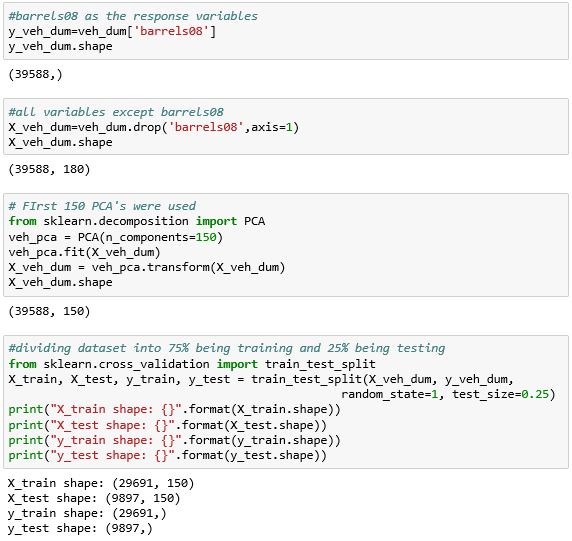 #barrels08 as the response variables
y_veh_dum=veh_dum['barrels08']
y_veh_dum.shape
(39588,)
#all variables except barrels08
X_veh_dum=veh_dum.drop('barrels08',axis=1)
X_veh_dum.shape
(39588, 180)
# FIrst 150 PCA's were used
from sklearn.decomposition import PCA
veh_pca = PCA(n_components=150)
veh_pca.fit(X_veh_dum)
X_veh_dum = veh_pca.transform(X_veh_dum)
X_veh_dum.shape
(39588, 150)
#dividing dataset into 75% being training and 25% being testing
from sklearn.cross_validation import train_test_split
X_train, X_test, y_train, y_test = train_test_split(X_veh_dum, y_veh_dum,
random_state=1, test_size=0.25)
print("X_train shape: {}".format(X_train.shape))
print("X_test shape: {}".format(X_test.shape))
print("y_train shape: {}".format(y_train.shape))
print("y_test shape: {}".format(y_test.shape))
X_train shape: (29691, 150)
X_test shape: (9897, 150)
y_train shape: (29691,)
y_test shape: (9897,)